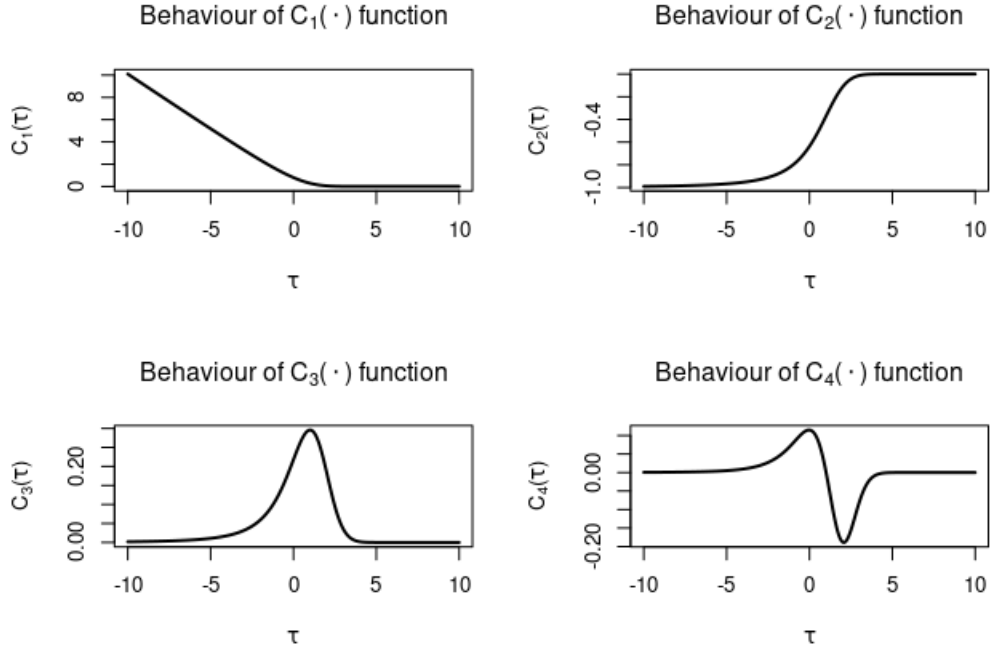 Behaviour of C₁( · ) function
C₁(τ)
8
4
0
-10 -5 0 5 10
τ
Behaviour of C₂( · ) function
C₂(τ)
-0.4
-1.0
-10 -5 0 5 10
τ
Behaviour of C₃( · ) function
C₃(τ)
0.20
0.00
-10 -5 0 5 10
τ
Behaviour of C₄( · ) function
C₄(τ)
0.00
-0.20
-10 -5 0 5 10
τ